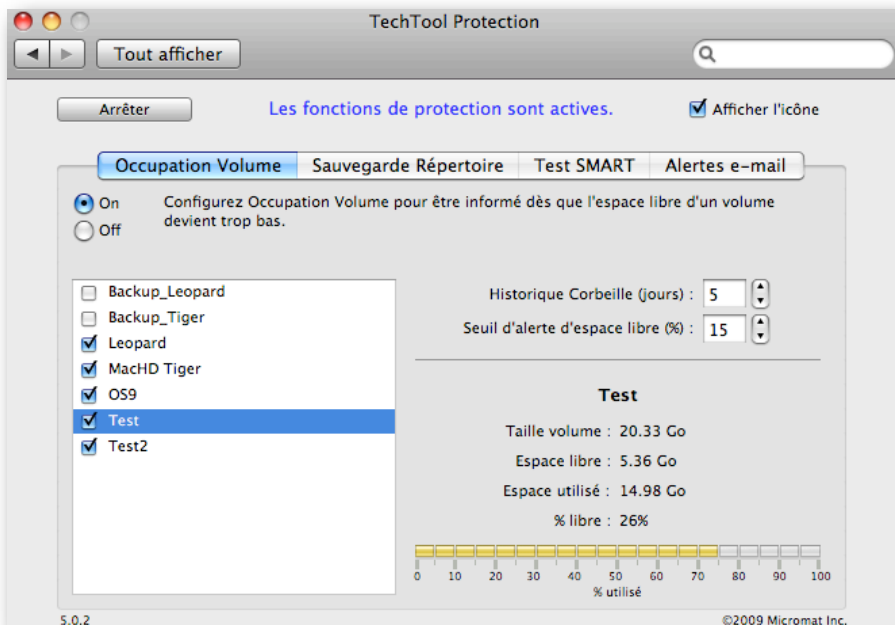 TechTool Protection
Tout afficher
Arrêter
Les fonctions de protection sont actives.
Afficher l'icône
Occupation Volume
Sauvegarde Répertoire
Test SMART
Alertes e-mail
On
Off
Configurez Occupation Volume pour être informé dès que l'espace libre d'un volume
devient trop bas.
Backup_Leopard
Backup_Tiger
Leopard
MacHD Tiger
OS9
Test
Test2
Historique Corbeille (jours) : 5
Seuil d'alerte d'espace libre (%) : 15
Test
Taille volume : 20.33 Go
Espace libre : 5.36 Go
Espace utilisé : 14.98 Go
% libre : 26%
0 10 20 30 40 50 60 70 80 90 100
% utilisé
5.0.2
©2009 Micromat Inc.